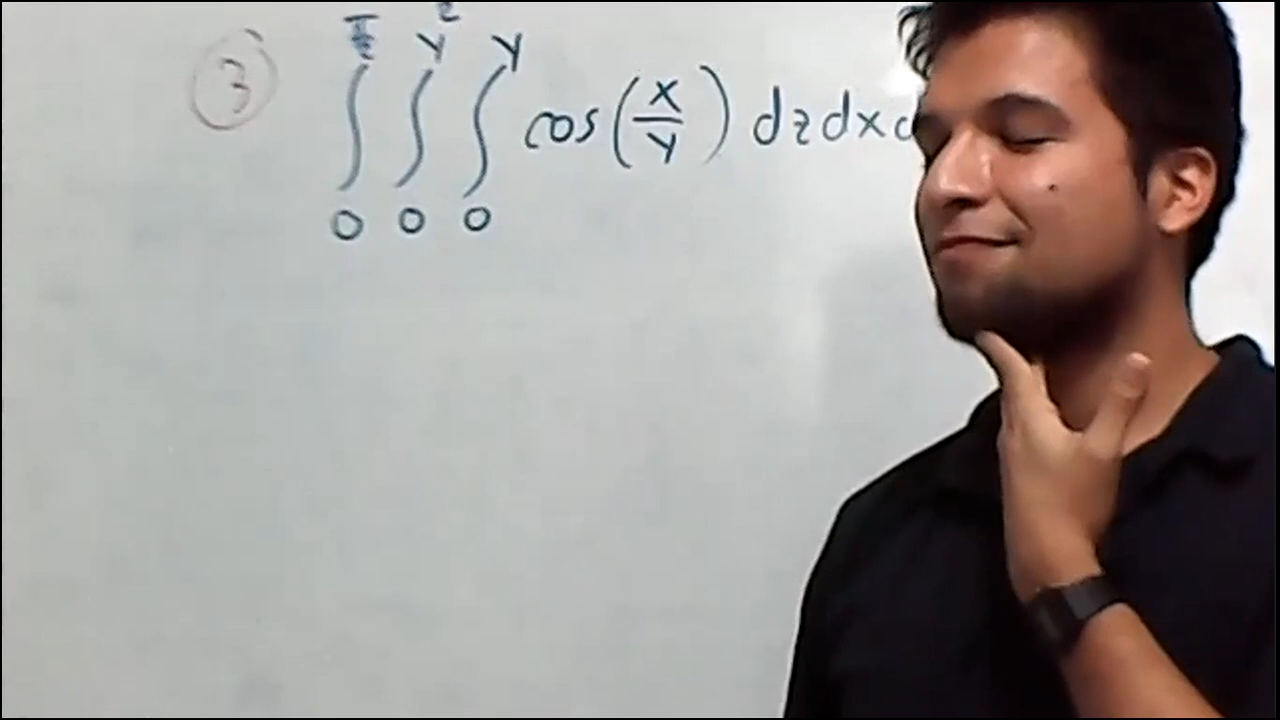 3 ∫₀^{π/2} ∫₀^{y²} ∫₀^{y} cos(x/y) dz dx d